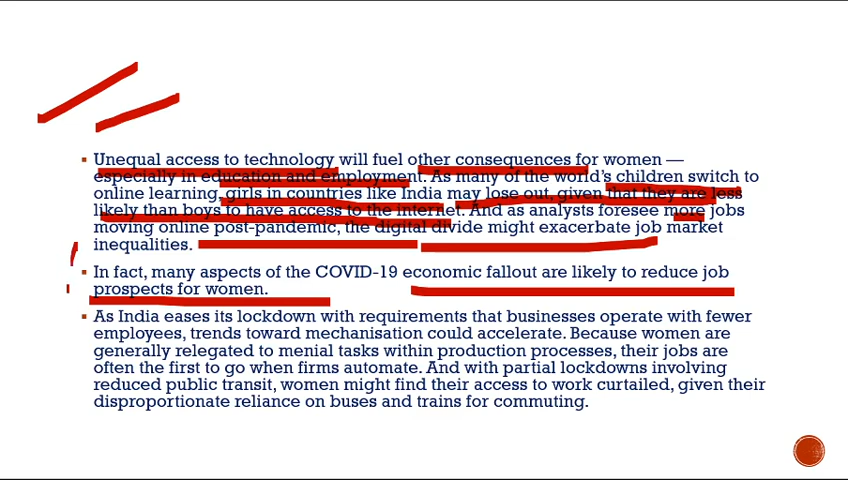 Unequal access to technology will fuel other consequences for women —
especially in education and employment. As many of the world's children switch to
online learning, girls in countries like India may lose out, given that they are less
likely than boys to have access to the internet. And as analysts foresee more jobs
moving online post-pandemic, the digital divide might exacerbate job market
inequalities.
In fact, many aspects of the COVID-19 economic fallout are likely to reduce job
prospects for women.
As India eases its lockdown with requirements that businesses operate with fewer
employees, trends toward mechanisation could accelerate. Because women are
generally relegated to menial tasks within production processes, their jobs are
often the first to go when firms automate. And with partial lockdowns involving
reduced public transit, women might find their access to work curtailed, given their
disproportionate reliance on buses and trains for commuting.